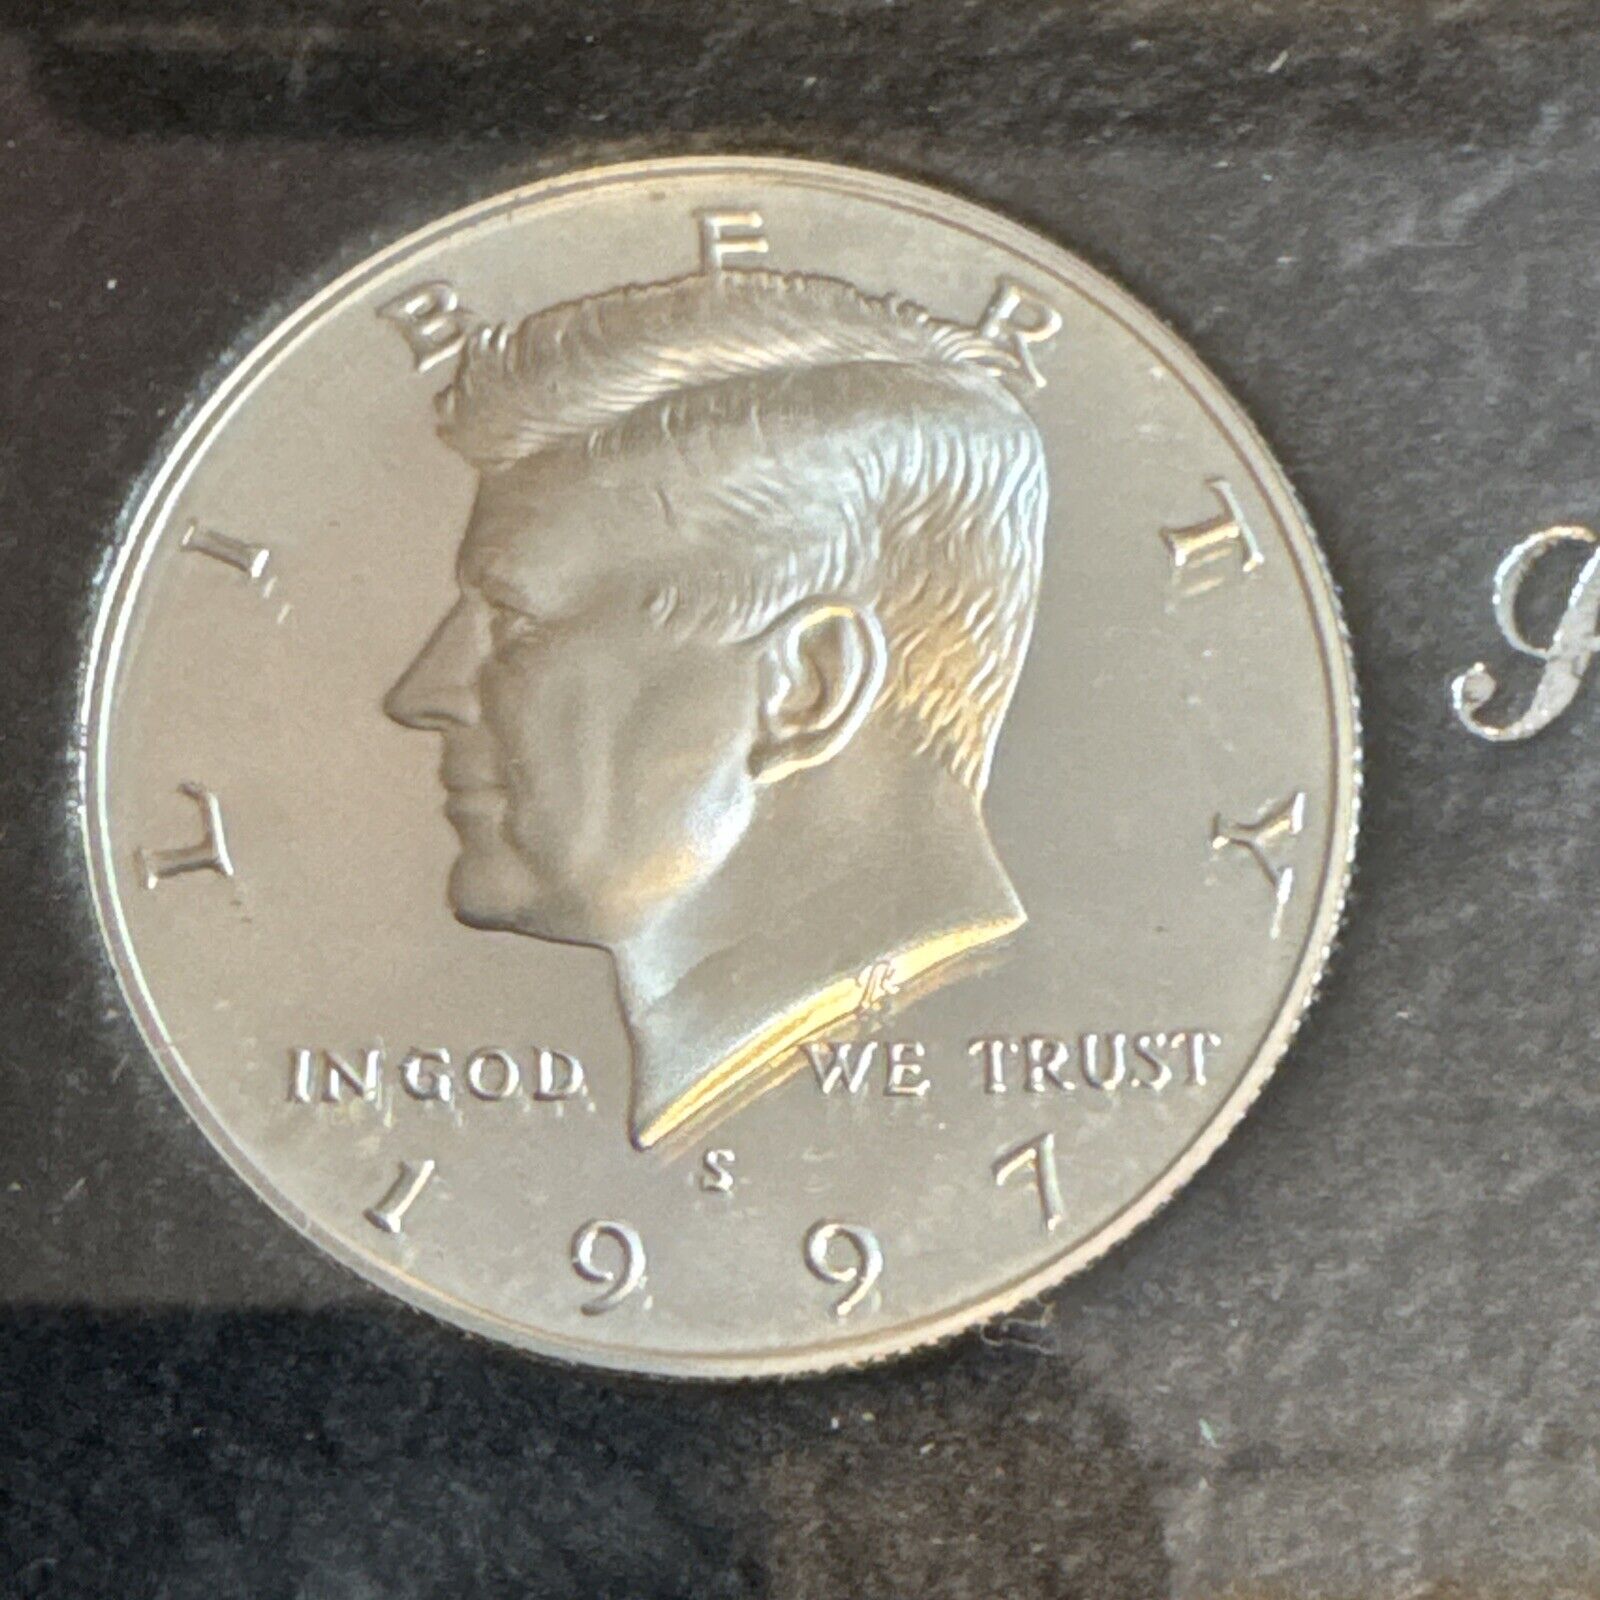 LIBERTY
IN GOD WE TRUST
S
1997